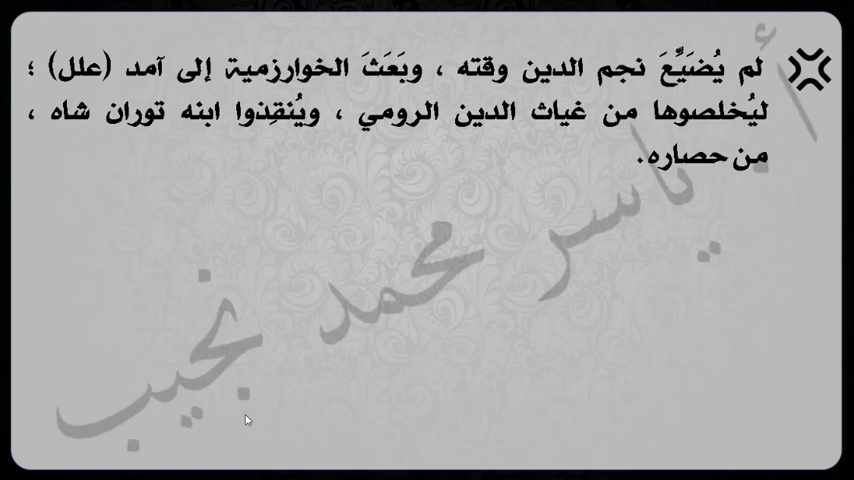 لم يُضَيِّعَ نجم الدين وقته ، وبَعَثَ الخوارزمية إلى آمد (علل) ؛
ليُخلصوها من غياث الدين الرومي ، ويُنقِذوا ابنه توران شاه ،
من حصاره.
أ. ياسر محمد نجيب